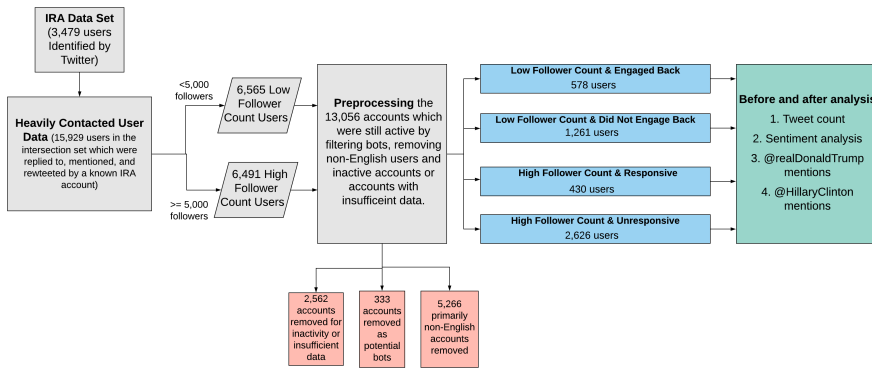 IRA Data Set
(3,479 users
Identified by
Twitter)
Heavily Contacted User
Data (15,929 users in the
intersection set which were
replied to, mentioned, and
rewteeted by a known IRA
account)
<5,000
followers
>= 5,000
followers
6,565 Low
Follower
Count Users
6,491 High
Follower
Count Users
Preprocessing the
13,056 accounts which
were still active by
filtering bots, removing
non-English users and
inactive accounts or
accounts with
insufficeint data.
2,562
accounts
removed for
inactivity or
insufficient
data
333
accounts
removed
as
potential
bots
5,266
primarily
non-English
accounts
removed
Low Follower Count & Engaged Back
578 users
Low Follower Count & Did Not Engage Back
1,261 users
High Follower Count & Responsive
430 users
High Follower Count & Unresponsive
2,626 users
Before and after analysis
1. Tweet count
2. Sentiment analysis
3. @realDonaldTrump
mentions
4. @HillaryClinton
mentions